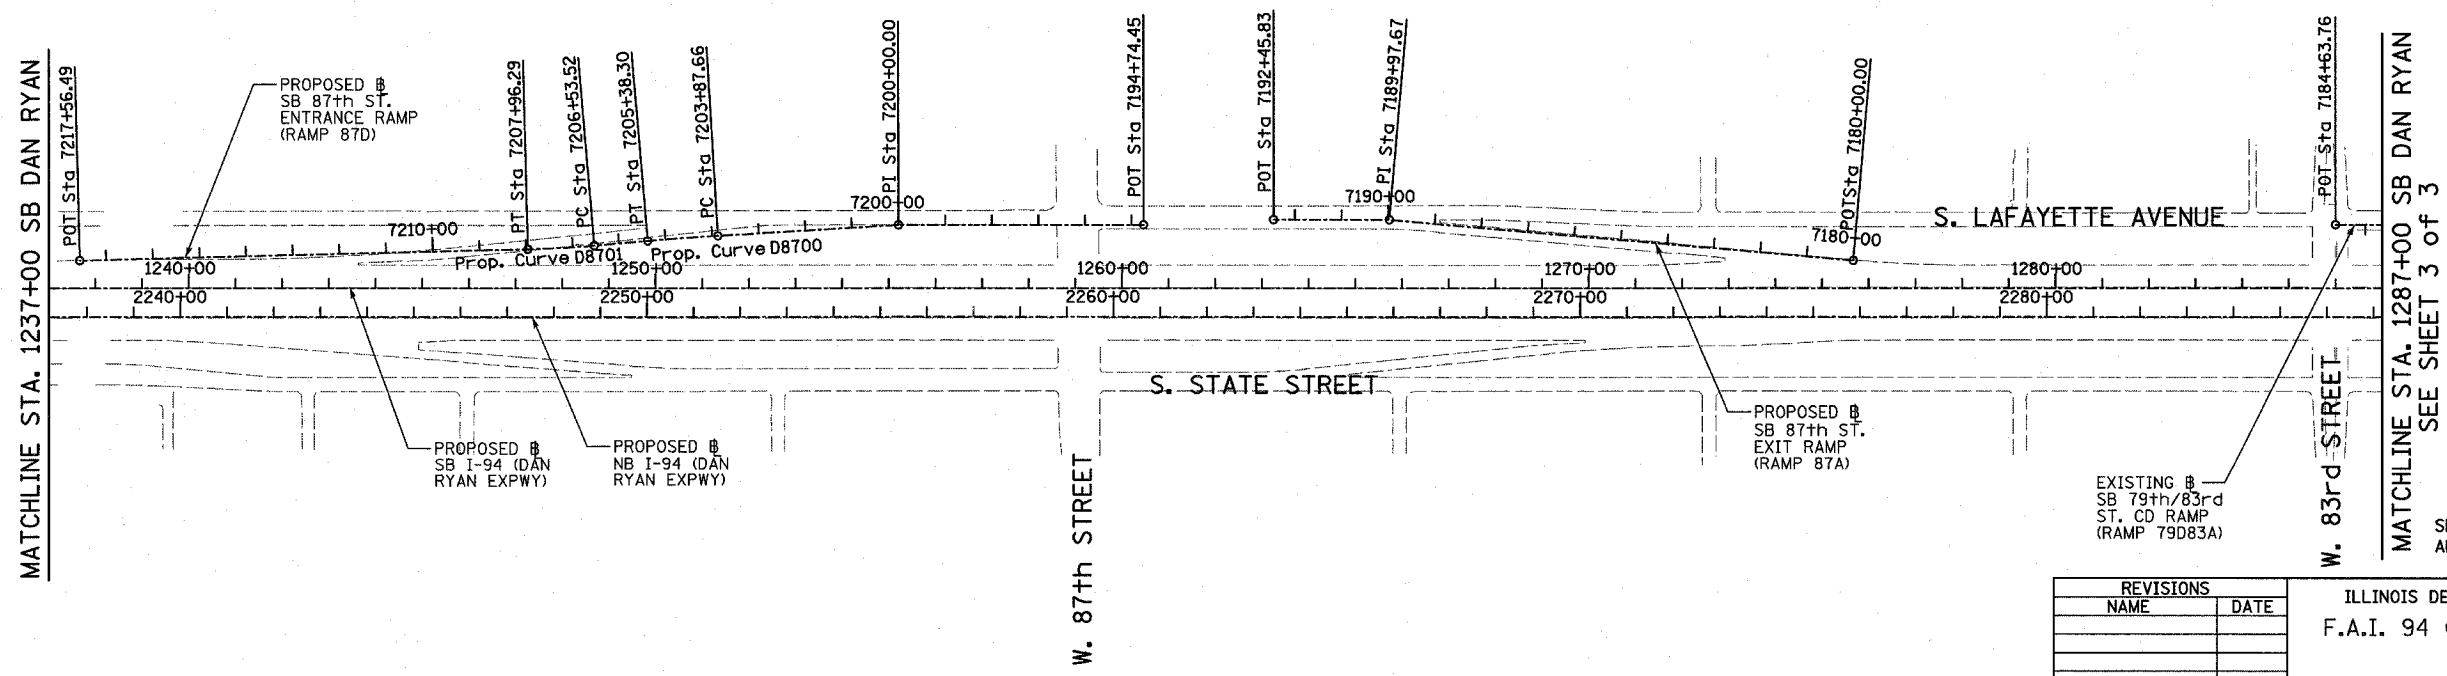 MATCHLINE STA. 1237+00 SB DAN RYAN
POT Sta 7217+56.49
PROPOSED ℄
SB 87th ST.
ENTRANCE RAMP
(RAMP 87D)
PT Sta 7207+96.29
PC Sta 7206+53.52
PT Sta 7205+38.30
PC Sta 7203+87.66
PI Sta 7200+00.00
POT Sta 7194+74.45
POT Sta 7192+45.83
PI Sta 7189+97.67
POT Sta 7180+00.00
POT Sta 7184+63.76
7210+00
7200+00
7190+00
7180+00
S. LAFAYETTE AVENUE
Prop. Curve D8701
Prop. Curve D8700
1240+00
1250+00
1260+00
1270+00
1280+00
2240+00
2250+00
2260+00
2270+00
2280+00
S. STATE STREET
PROPOSED ℄
SB I-94 (DAN
RYAN EXPWY)
PROPOSED ℄
NB I-94 (DAN
RYAN EXPWY)
W. 87th STREET
PROPOSED ℄
SB 87th ST.
EXIT RAMP
(RAMP 87A)
EXISTING ℄
SB 79th/83rd
ST. CD RAMP
(RAMP 79D83A)
W. 83rd STREET
MATCHLINE STA. 1287+00 SB DAN RYAN
SEE SHEET 3 of 3
REVISIONS
NAME DATE
ILLINOIS DE
F.A.I. 94